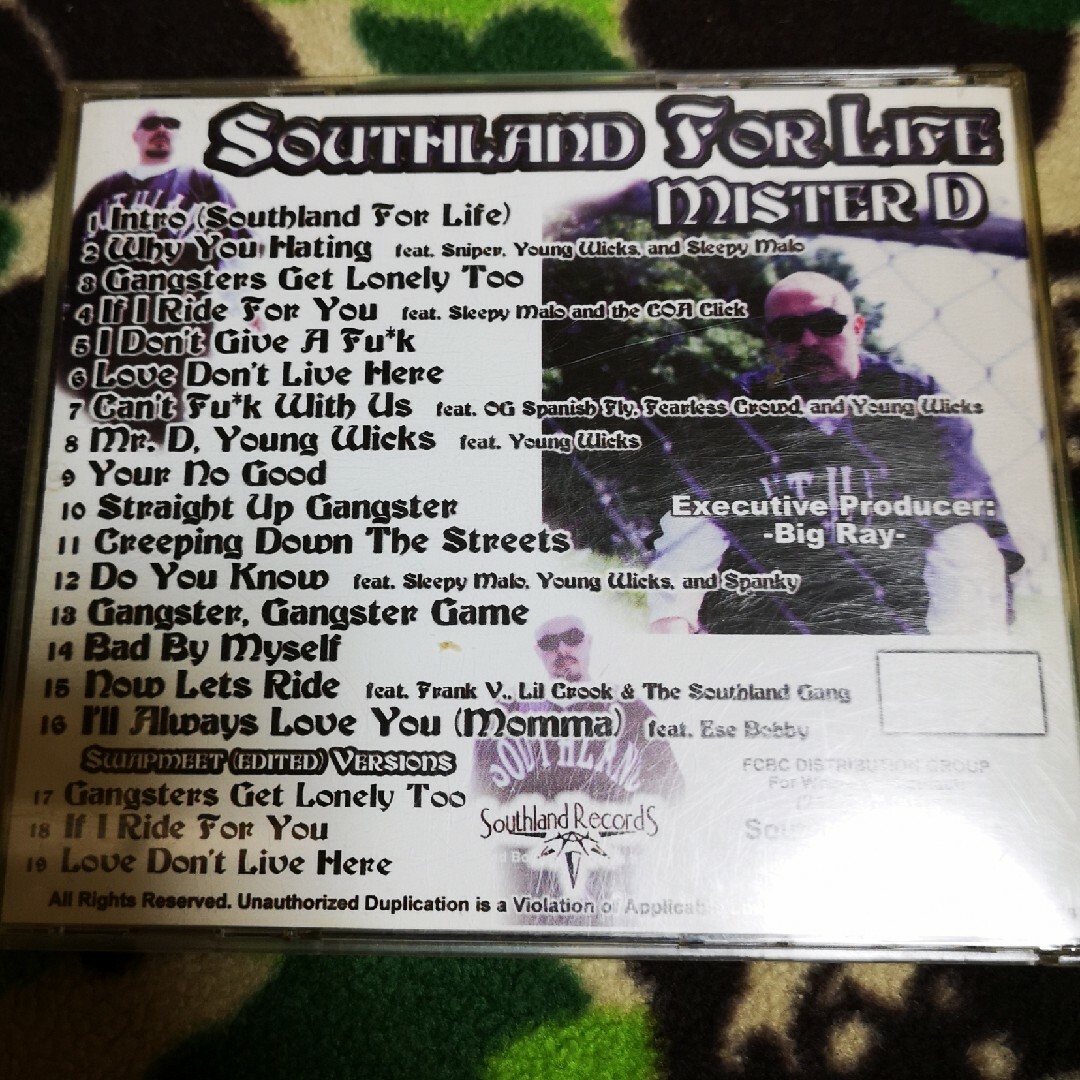 Southland For Life
Mister D
1 Intro (Southland For Life)
2 Why You Hating feat. Sniper, Young Wicks, and Sleepy Malo
3 Gangsters Get Lonely Too
4 If I Ride For You feat. Sleepy Malo and the COA Click
5 I Don't Give A Fu*k
6 Love Don't Live Here
7 Can't Fu*k With Us feat. OG Spanish Fly, Fearless Crowd, and Young Wicks
8 Mr. D, Young Wicks feat. Young Wicks
9 Your No Good
10 Straight Up Gangster
Executive Producer:
-Big Ray-
11 Creeping Down The Streets
12 Do You Know feat. Sleepy Malo, Young Wicks, and Spanky
13 Gangster, Gangster Game
14 Bad By Myself
15 Now Lets Ride feat. Frank V., Lil Crook & The Southland Gang
16 I'll Always Love You (Momma) feat. Ese Bobby
Swapmeet (edited) Versions
17 Gangsters Get Lonely Too
18 If I Ride For You
19 Love Don't Live Here
SOUTHLAND
Southland Records
FCBC DISTRIBUTION GROUP
For
All Rights Reserved. Unauthorized Duplication is a Violation of